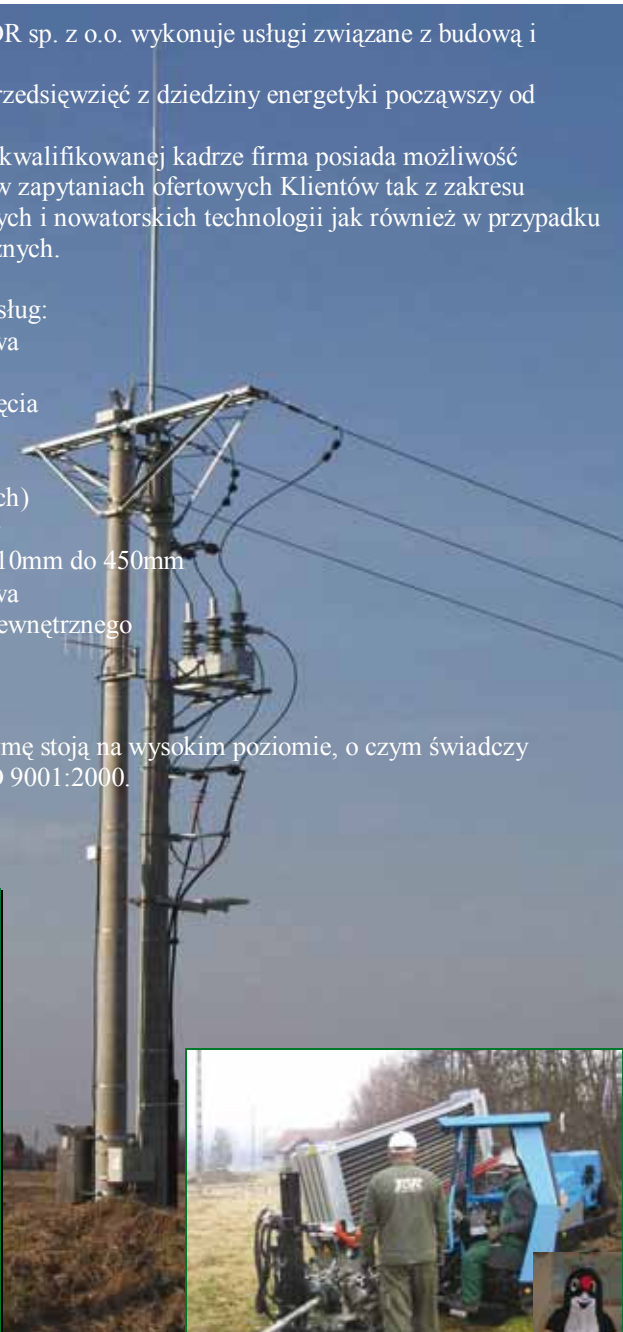 R sp. z o.o. wykonuje usługi związane z budową i
rzedsięwzięć z dziedziny energetyki począwszy od
kwalifikowanej kadrze firma posiada możliwość
w zapytaniach ofertowych Klientów tak z zakresu
ych i nowatorskich technologii jak również w przypadku
znych.
sług:
wa
ęcia
ch)
10mm do 450mm
wa
ewnętrznego
mę stoją na wysokim poziomie, o czym świadczy
9001:2000.
TOR